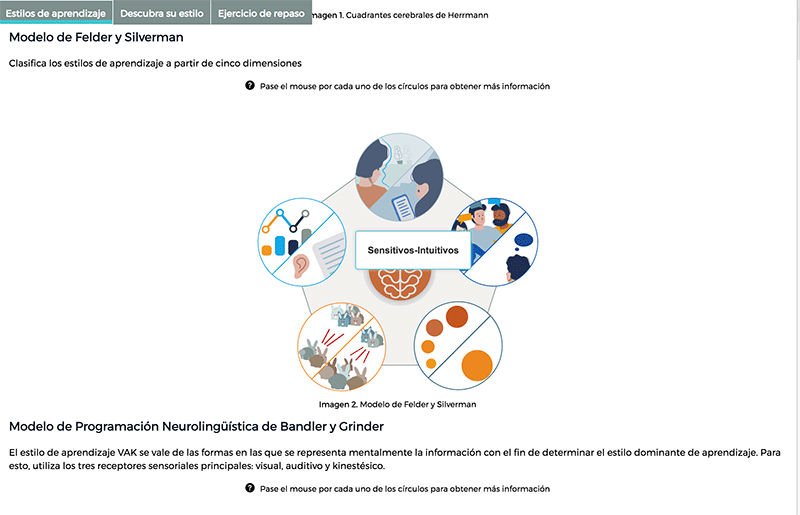 Estilos de aprendizaje Descubra su estilo Ejercicio de repaso
magen 1. Cuadrantes cerebrales de Herrmann
Modelo de Felder y Silverman
Clasifica los estilos de aprendizaje a partir de cinco dimensiones
? Pase el mouse por cada uno de los círculos para obtener más información
Sensitivos-Intuitivos
Imagen 2. Modelo de Felder y Silverman
Modelo de Programación Neurolingüística de Bandler y Grinder
El estilo de aprendizaje VAK se vale de las formas en las que se representa mentalmente la información con el fin de determinar el estilo dominante de aprendizaje. Para
esto, utiliza los tres receptores sensoriales principales: visual, auditivo y kinestésico.
? Pase el mouse por cada uno de los círculos para obtener más información